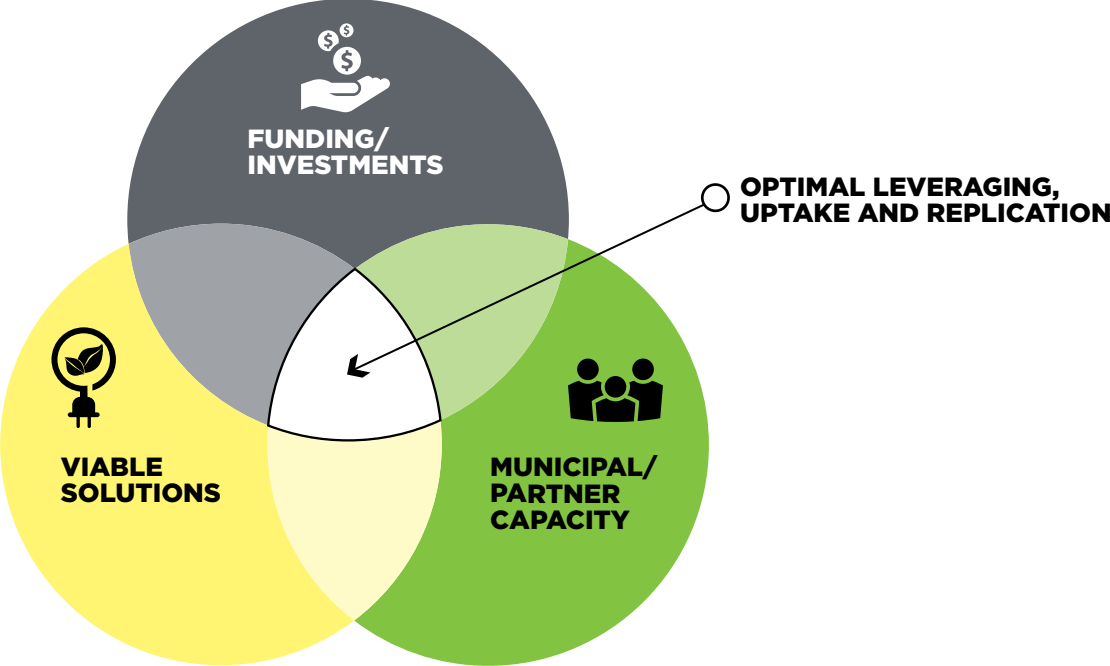 $
$
$
FUNDING/
INVESTMENTS
OPTIMAL LEVERAGING,
UPTAKE AND REPLICATION
VIABLE
SOLUTIONS
MUNICIPAL/
PARTNER
CAPACITY